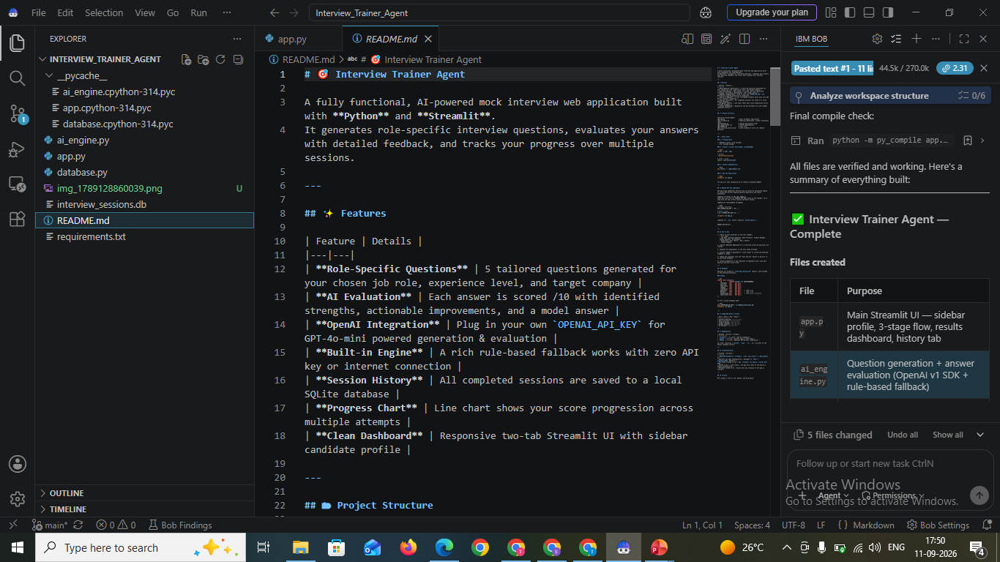 File Edit Selection View Go Run ···
Interview_Trainer_Agent
Upgrade your plan
EXPLORER
INTERVIEW_TRAINER_AGENT
__pycache__
ai_engine.cpython-314.pyc
app.cpython-314.pyc
database.cpython-314.pyc
ai_engine.py
app.py
database.py
img_1789128860039.png U
interview_sessions.db
README.md
requirements.txt
OUTLINE
TIMELINE
1
app.py
README.md
README.md > abc # 🎯 Interview Trainer Agent
1 # 🎯 Interview Trainer Agent
2
3 A fully functional, AI-powered mock interview web application built
with **Python** and **Streamlit**.
4 It generates role-specific interview questions, evaluates your answers
with detailed feedback, and tracks your progress over multiple
sessions.
5
6 ---
7
8 ## ✨ Features
9
10 | Feature | Details |
11 |---|---|
12 | **Role-Specific Questions** | 5 tailored questions generated for
your chosen job role, experience level, and target company |
13 | **AI Evaluation** | Each answer is scored /10 with identified
strengths, actionable improvements, and a model answer |
14 | **OpenAI Integration** | Plug in your own `OPENAI_API_KEY` for
GPT-4o-mini powered generation & evaluation |
15 | **Built-in Engine** | A rich rule-based fallback works with zero API
key or internet connection |
16 | **Session History** | All completed sessions are saved to a local
SQLite database |
17 | **Progress Chart** | Line chart shows your score progression across
multiple attempts |
18 | **Clean Dashboard** | Responsive two-tab Streamlit UI with sidebar
candidate profile |
19
20 ---
21
22 ## 📁 Project Structure
IBM BOB
Pasted text #1 - 11 li 44.5k / 270.0k 2.31
Analyze workspace structure 0/6
Final compile check:
Ran python -m py_compile app.…
All files are verified and working. Here's a
summary of everything built:
✅ Interview Trainer Agent —
Complete
Files created
File Purpose
app.p
y
Main Streamlit UI — sidebar
profile, 3-stage flow, results
dashboard, history tab
ai_eng
ine.py
Question generation + answer
evaluation (OpenAI v1 SDK +
rule-based fallback)
5 files changed Undo all Show all
Follow up or start new task CtrlN
Agent Permissions
Activate Windows
Go to Settings to activate Windows.
main* 0 0 Bob Findings
Ln 1, Col 1 Spaces: 4 UTF-8 LF {} Markdown Bob Settings
Type here to search
26°C ENG
17:50
11-09-2026
4